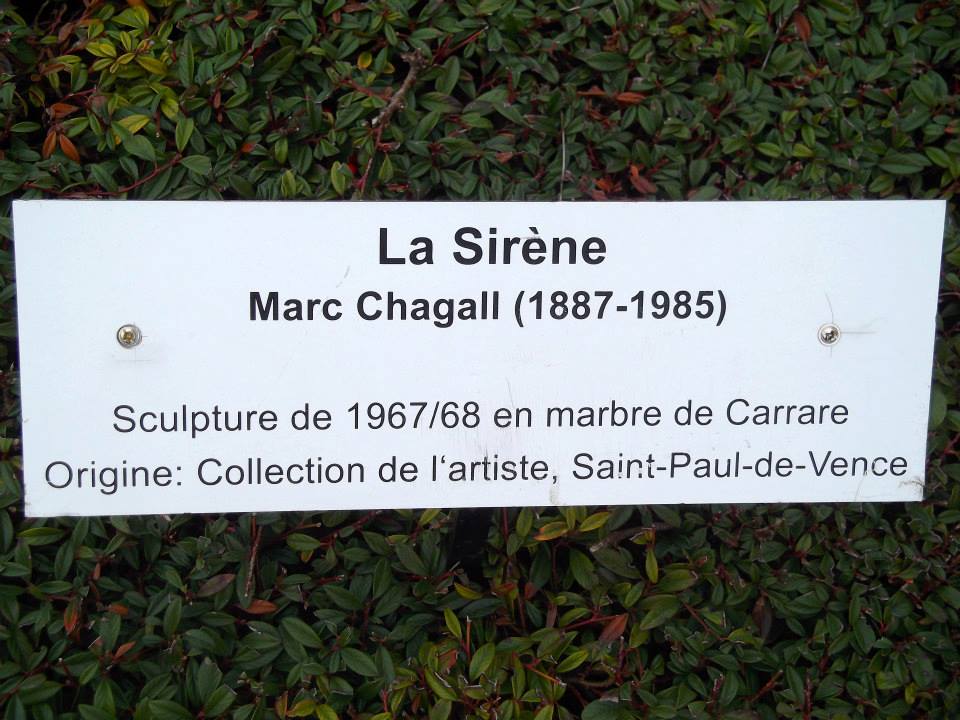 La Sirène
Marc Chagall (1887-1985)
Sculpture de 1967/68 en marbre de Carrare
Origine: Collection de l‘artiste, Saint-Paul-de-Vence